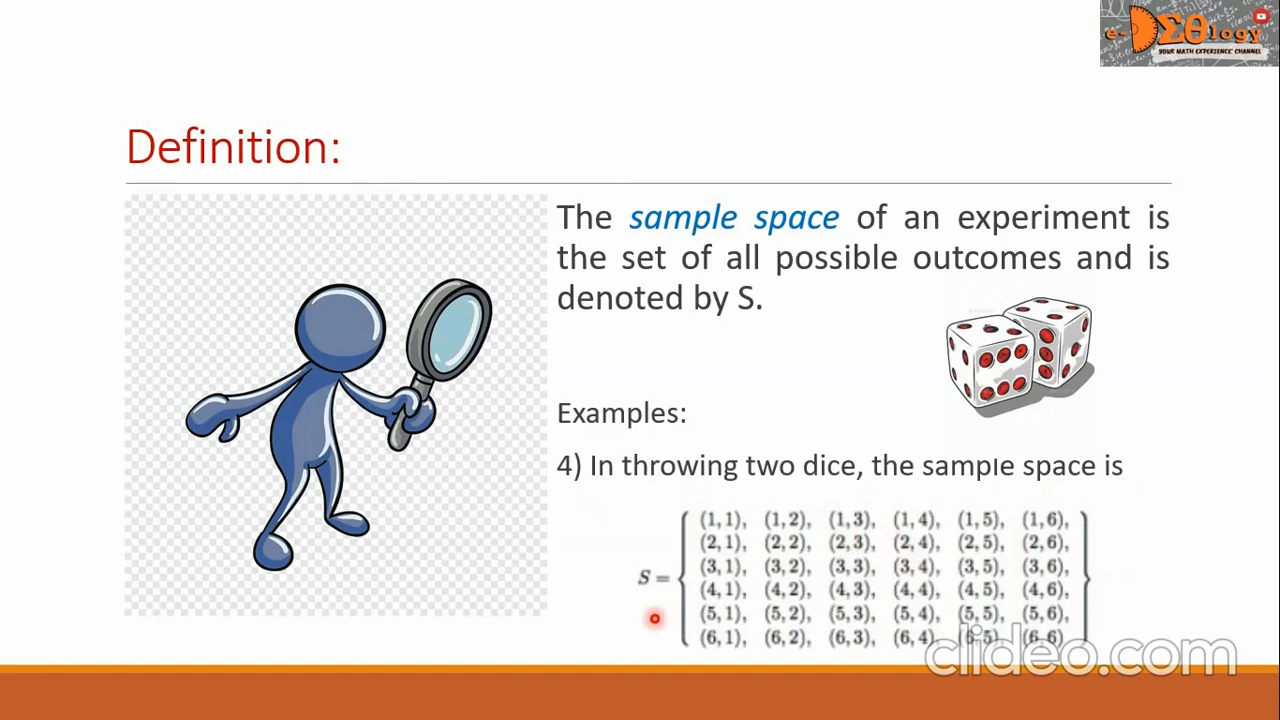 e-DΣθlogy
YOUR MATH EXPERIENCE CHANNEL
Definition:
The sample space of an experiment is
the set of all possible outcomes and is
denoted by S.
Examples:
4) In throwing two dice, the sample space is
S = { (1, 1), (1, 2), (1, 3), (1, 4), (1, 5), (1, 6),
(2, 1), (2, 2), (2, 3), (2, 4), (2, 5), (2, 6),
(3, 1), (3, 2), (3, 3), (3, 4), (3, 5), (3, 6),
(4, 1), (4, 2), (4, 3), (4, 4), (4, 5), (4, 6),
(5, 1), (5, 2), (5, 3), (5, 4), (5, 5), (5, 6),
(6, 1), (6, 2), (6, 3), (6, 4), (6, 5), (6, 6) }
clideo.com